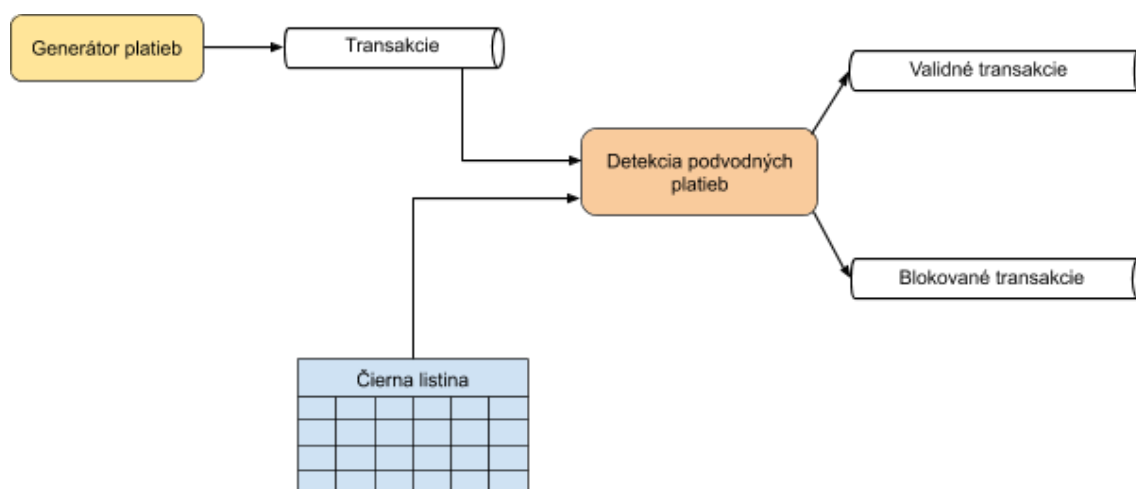 Generátor platieb
Transakcie
Validné transakcie
Detekcia podvodných
platieb
Blokované transakcie
Čierna listina